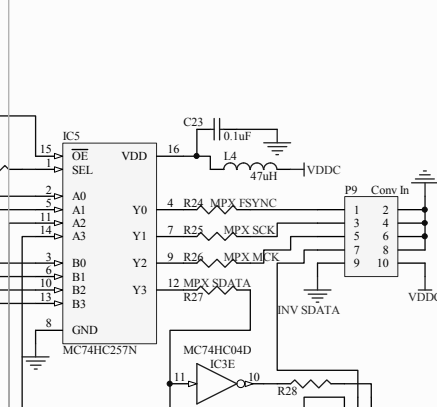 C23
0.1uF
IC5
15 OE VDD 16
1 SEL
L4
47uH
VDDC
P9 Conv In
2 A0 Y0 4 R24 MPX FSYNC
5 A1
11 A2 Y1 7 R25 MPX SCK
14 A3
3 B0 Y2 9 R26 MPX MCK
6 B1
10 B2 Y3 12 MPX SDATA
13 B3 R27
1 2
3 4
5 6
7 8
9 10
VDDC
INV SDATA
8 GND
MC74HC257N
MC74HC04D
IC3E
11 10
R28